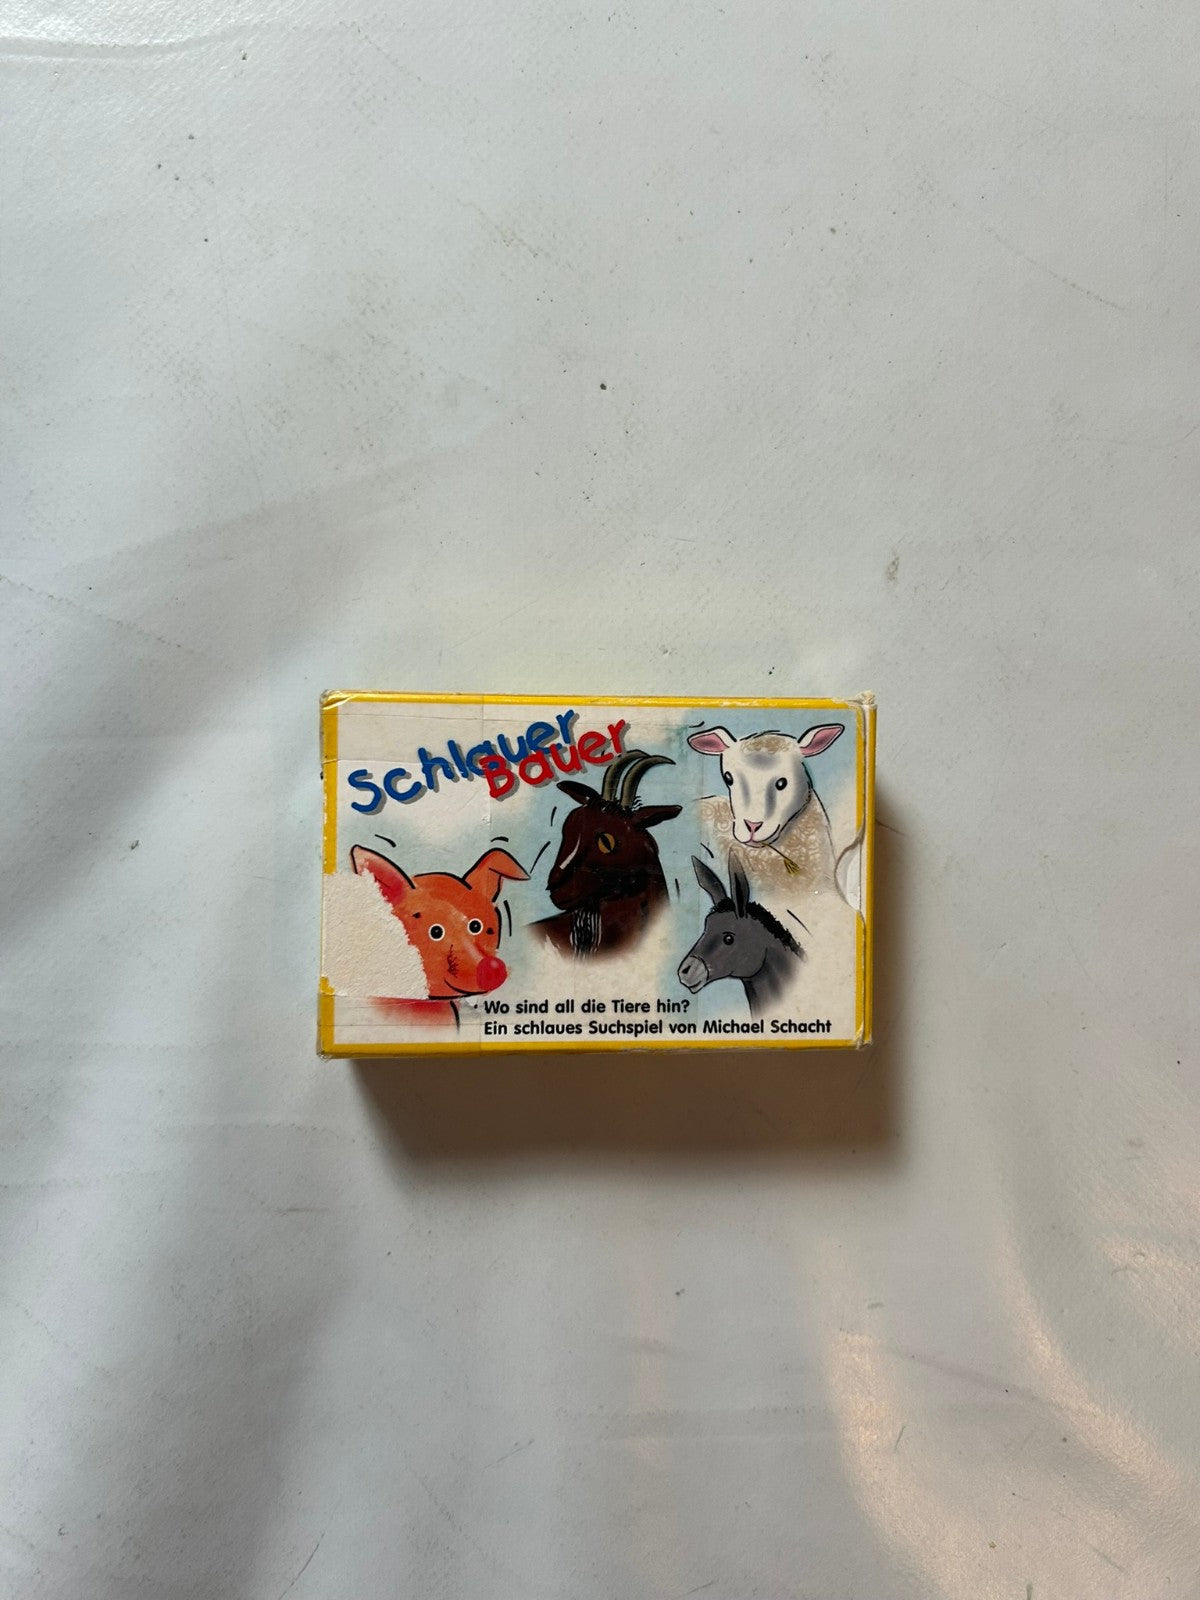 Schlauer
Bauer
Wo sind all die Tiere hin?
Ein schlaues Suchspiel von Michael Schacht